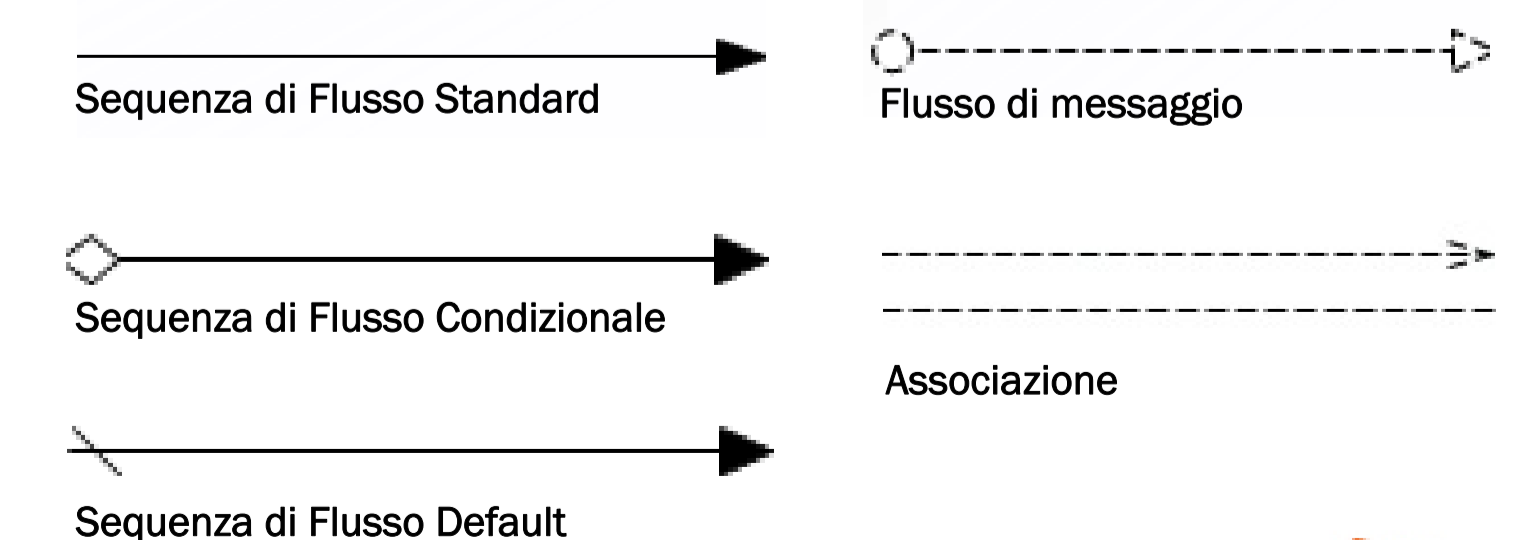 Sequenza di Flusso Standard
Flusso di messaggio
Sequenza di Flusso Condizionale
Associazione
Sequenza di Flusso Default